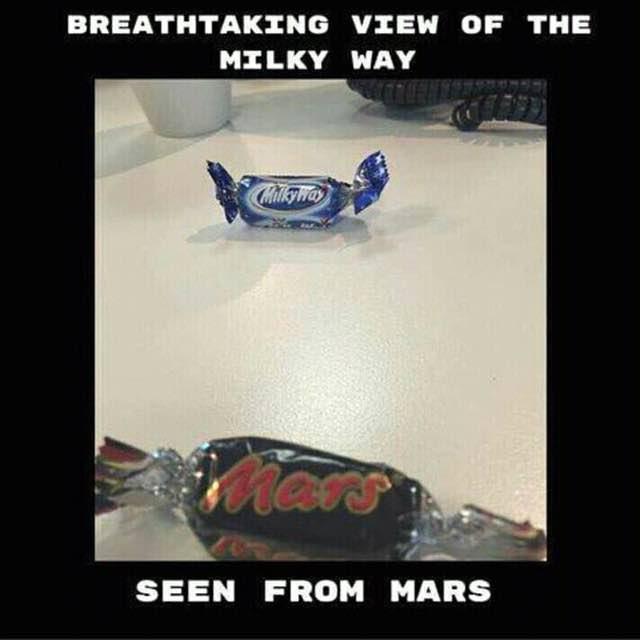 BREATHTAKING VIEW OF THE
MILKY WAY
MilkyWay
Mars
SEEN FROM MARS